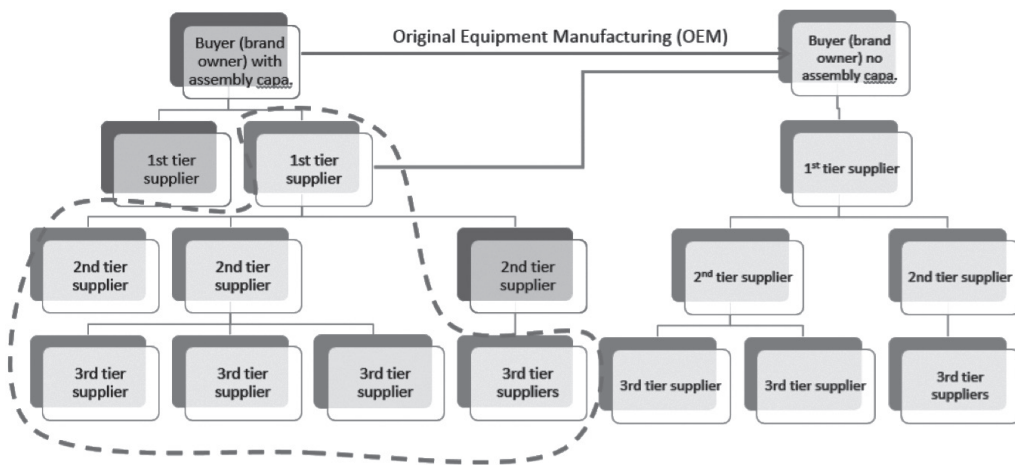 Original Equipment Manufacturing (OEM)
Buyer (brand
owner) with
assembly capa.
Buyer (brand
owner) no
assembly capa.
1st tier
supplier
1st tier
supplier
1st tier supplier
2nd tier
supplier
2nd tier
supplier
2nd tier
supplier
2nd tier supplier
2nd tier supplier
3rd tier
supplier
3rd tier
supplier
3rd tier
supplier
3rd tier
suppliers
3rd tier supplier
3rd tier supplier
3rd tier
suppliers